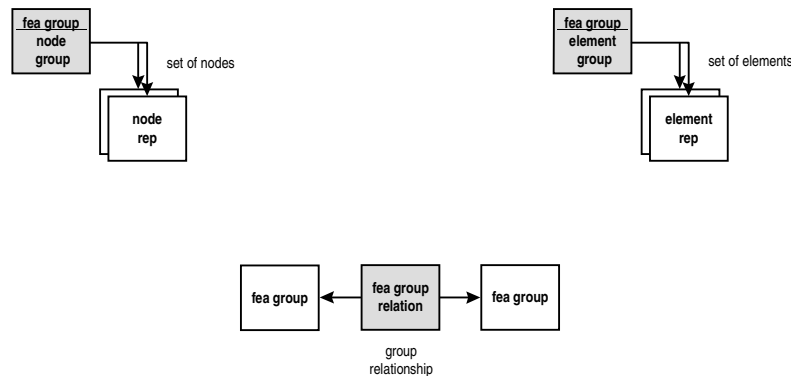 fea group
node
group
set of nodes
node
rep
fea group
element
group
set of elements
element
rep
fea group
fea group
relation
fea group
group
relationship